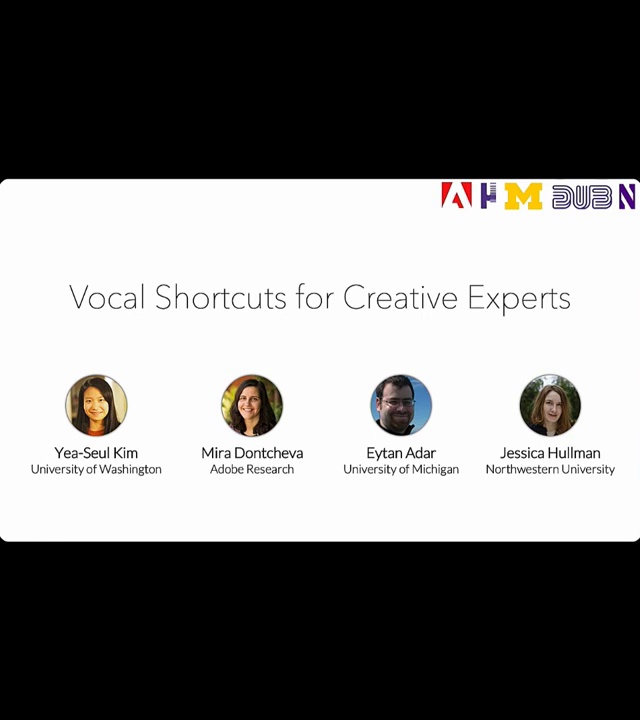 M DUB N
Vocal Shortcuts for Creative Experts
Yea-Seul Kim
University of Washington
Mira Dontcheva
Adobe Research
Eytan Adar
University of Michigan
Jessica Hullman
Northwestern University